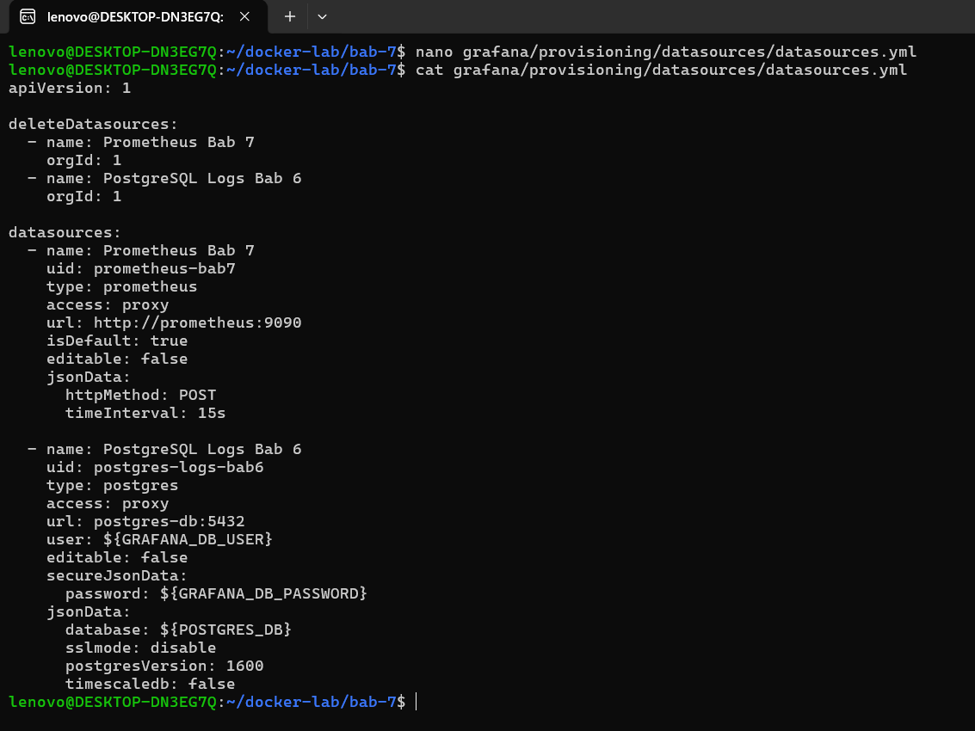 lenovo@DESKTOP-DN3EG7Q:
lenovo@DESKTOP-DN3EG7Q:~/docker-lab/bab-7$ nano grafana/provisioning/datasources/datasources.yml
lenovo@DESKTOP-DN3EG7Q:~/docker-lab/bab-7$ cat grafana/provisioning/datasources/datasources.yml
apiVersion: 1

deleteDatasources:
  - name: Prometheus Bab 7
    orgId: 1
  - name: PostgreSQL Logs Bab 6
    orgId: 1

datasources:
  - name: Prometheus Bab 7
    uid: prometheus-bab7
    type: prometheus
    access: proxy
    url: http://prometheus:9090
    isDefault: true
    editable: false
    jsonData:
      httpMethod: POST
      timeInterval: 15s

  - name: PostgreSQL Logs Bab 6
    uid: postgres-logs-bab6
    type: postgres
    access: proxy
    url: postgres-db:5432
    user: ${GRAFANA_DB_USER}
    editable: false
    secureJsonData:
      password: ${GRAFANA_DB_PASSWORD}
    jsonData:
      database: ${POSTGRES_DB}
      sslmode: disable
      postgresVersion: 1600
      timescaledb: false
lenovo@DESKTOP-DN3EG7Q:~/docker-lab/bab-7$